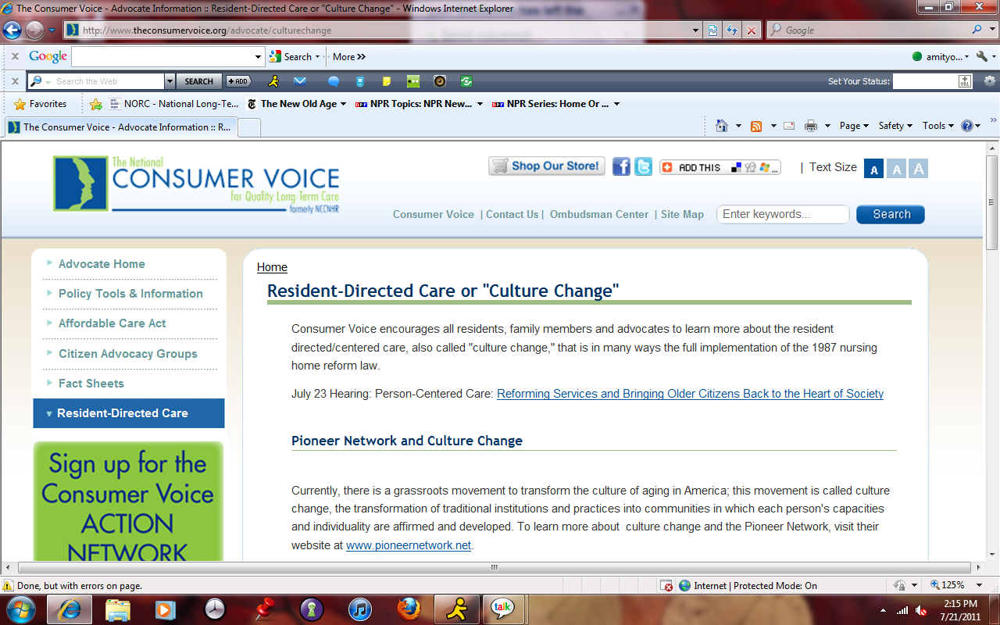 The Consumer Voice - Advocate Information :: Resident-Directed Care or "Culture Change" - Windows Internet Explorer
http://www.theconsumervoice.org/advocate/culturechange
Google
x Google Search More »
amityo...
x Search the Web SEARCH +ADD
Set Your Status:
URL
Favorites
NORC - National Long-Te...
The New Old Age
NPR Topics: NPR New...
NPR Series: Home Or ...
The Consumer Voice - Advocate Information :: R...
Page Safety Tools
The National
CONSUMER VOICE
for Quality Long-Term Care
formerly NCCNHR
Shop Our Store!
ADD THIS
| Text Size A A A
Consumer Voice | Contact Us | Ombudsman Center | Site Map
Enter keywords...
Search
Advocate Home
Policy Tools & Information
Affordable Care Act
Citizen Advocacy Groups
Fact Sheets
Resident-Directed Care
Sign up for the
Consumer Voice
ACTION
NETWORK
Home
Resident-Directed Care or "Culture Change"
Consumer Voice encourages all residents, family members and advocates to learn more about the resident
directed/centered care, also called "culture change," that is in many ways the full implementation of the 1987 nursing
home reform law.
July 23 Hearing: Person-Centered Care: Reforming Services and Bringing Older Citizens Back to the Heart of Society
Pioneer Network and Culture Change
Currently, there is a grassroots movement to transform the culture of aging in America; this movement is called culture
change, the transformation of traditional institutions and practices into communities in which each person's capacities
and individuality are affirmed and developed. To learn more about  culture change and the Pioneer Network, visit their
website at www.pioneernetwork.net.
Done, but with errors on page.
Internet | Protected Mode: On
125%
talk
2:15 PM
7/21/2011